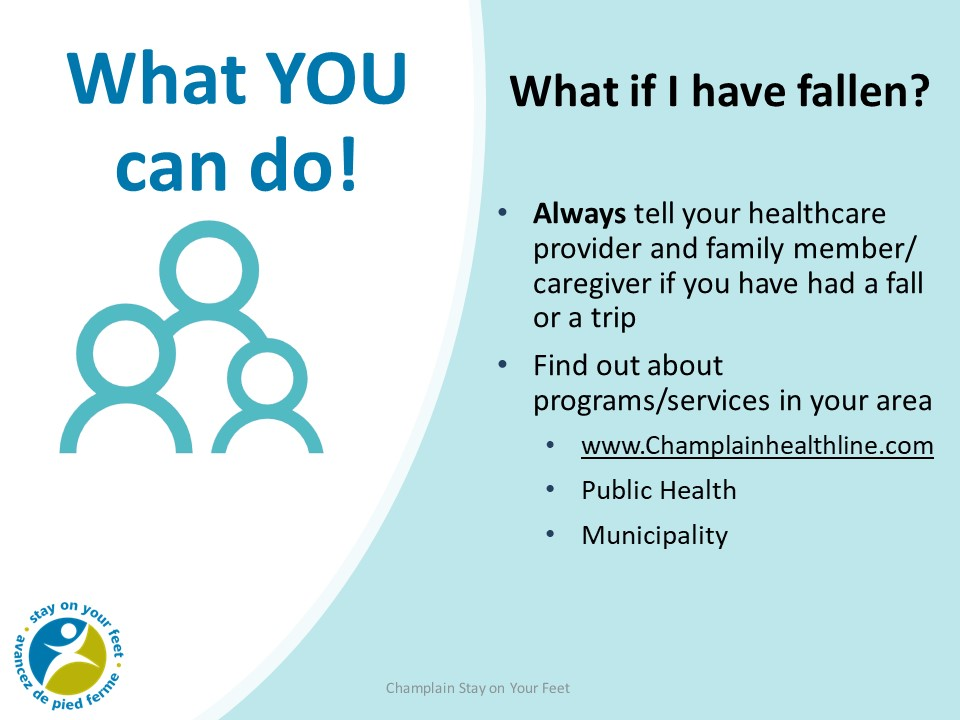 What YOU
can do!
What if I have fallen?
• Always tell your healthcare
provider and family member/
caregiver if you have had a fall
or a trip
• Find out about
programs/services in your area
• www.Champlainhealthline.com
• Public Health
• Municipality
stay on your feet •
avancez de pied ferme •
Champlain Stay on Your Feet